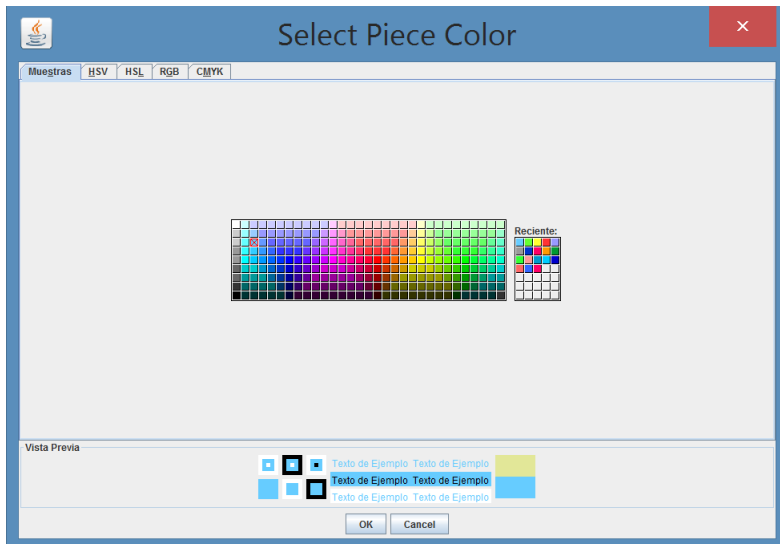 Select Piece Color
Muestras HSV HSL RGB CMYK
Reciente:
Vista Previa
Texto de Ejemplo Texto de Ejemplo
Texto de Ejemplo Texto de Ejemplo
Texto de Ejemplo Texto de Ejemplo
OK Cancel